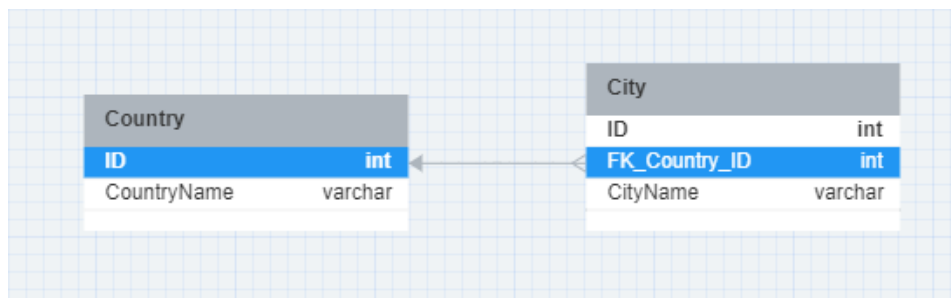 Country
ID int
CountryName varchar
City
ID int
FK_Country_ID int
CityName varchar